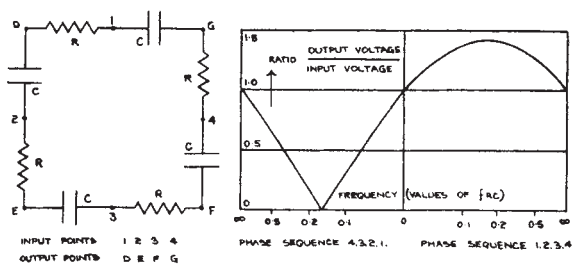 D
R
1
C
G
R
C
2
4
R
C
E
C
3
R
F
INPUT POINTS 1 2 3 4
OUTPUT POINTS D E F G
1·5
RATIO OUTPUT VOLTAGE
INPUT VOLTAGE
1·0
0·5
0
FREQUENCY (VALUES OF fRC)
∞ 0·5 0·2 0·1 0 0·1 0·2 0·5 ∞
PHASE SEQUENCE 4.3.2.1. PHASE SEQUENCE 1.2.3.4